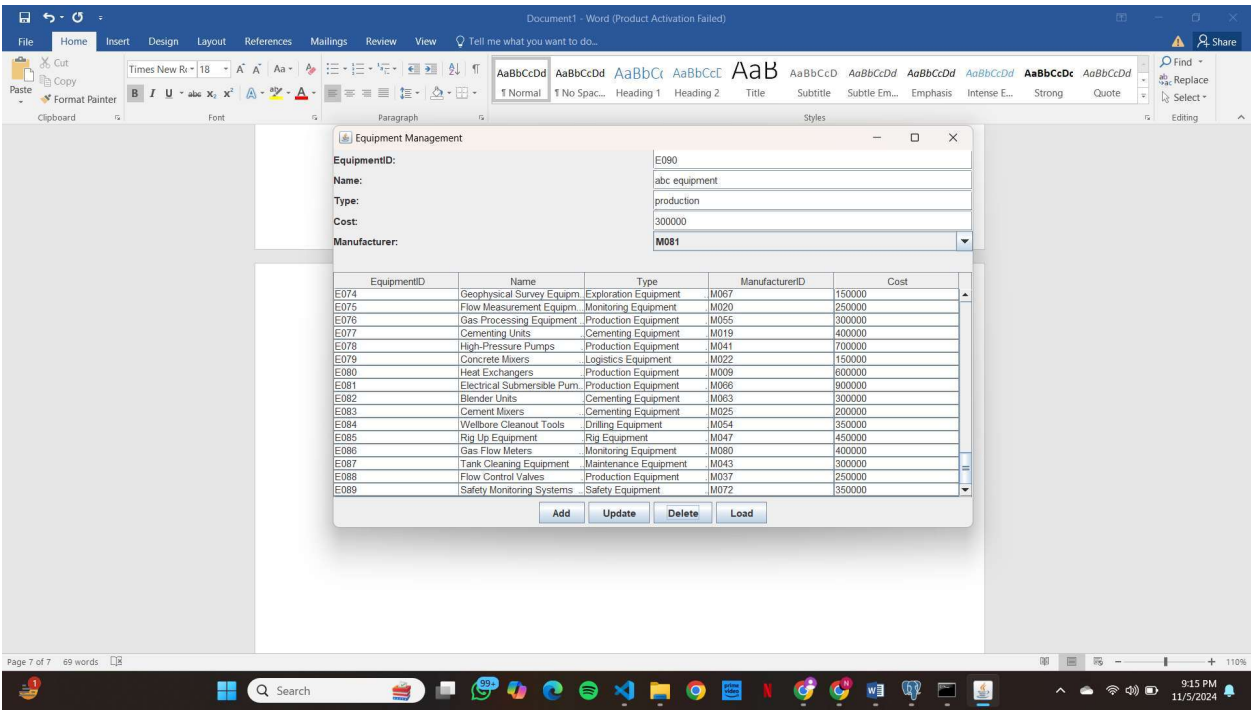 Document1 - Word (Product Activation Failed)
File Home Insert Design Layout References Mailings Review View Tell me what you want to do... Share
Cut
Copy
Format Painter
Paste
Times New Ro 18
AaBbCcDd AaBbCcDd AaBbCc AaBbCcD AaB AaBbCcD AaBbCcDd AaBbCcDd AaBbCcDd AaBbCcDc AaBbCcDd
¶ Normal ¶ No Spac... Heading 1 Heading 2 Title Subtitle Subtle Em... Emphasis Intense E... Strong Quote
Find
Replace
Select
Clipboard Font Paragraph Styles Editing
Equipment Management
EquipmentID: E090
Name: abc equipment
Type: production
Cost: 300000
Manufacturer: M081
EquipmentID Name Type ManufacturerID Cost
E074 Geophysical Survey Equipm... Exploration Equipment M067 150000
E075 Flow Measurement Equipm... Monitoring Equipment M020 250000
E076 Gas Processing Equipment Production Equipment M055 300000
E077 Cementing Units Cementing Equipment M019 400000
E078 High-Pressure Pumps Production Equipment M041 700000
E079 Concrete Mixers Logistics Equipment M022 150000
E080 Heat Exchangers Production Equipment M009 600000
E081 Electrical Submersible Pum... Production Equipment M066 900000
E082 Blender Units Cementing Equipment M063 300000
E083 Cement Mixers Cementing Equipment M025 200000
E084 Wellbore Cleanout Tools Drilling Equipment M054 350000
E085 Rig Up Equipment Rig Equipment M047 450000
E086 Gas Flow Meters Monitoring Equipment M080 400000
E087 Tank Cleaning Equipment Maintenance Equipment M043 300000
E088 Flow Control Valves Production Equipment M037 250000
E089 Safety Monitoring Systems Safety Equipment M072 350000
Add Update Delete Load
Page 7 of 7 69 words 110%
Search 99+ 9:15 PM
11/5/2024